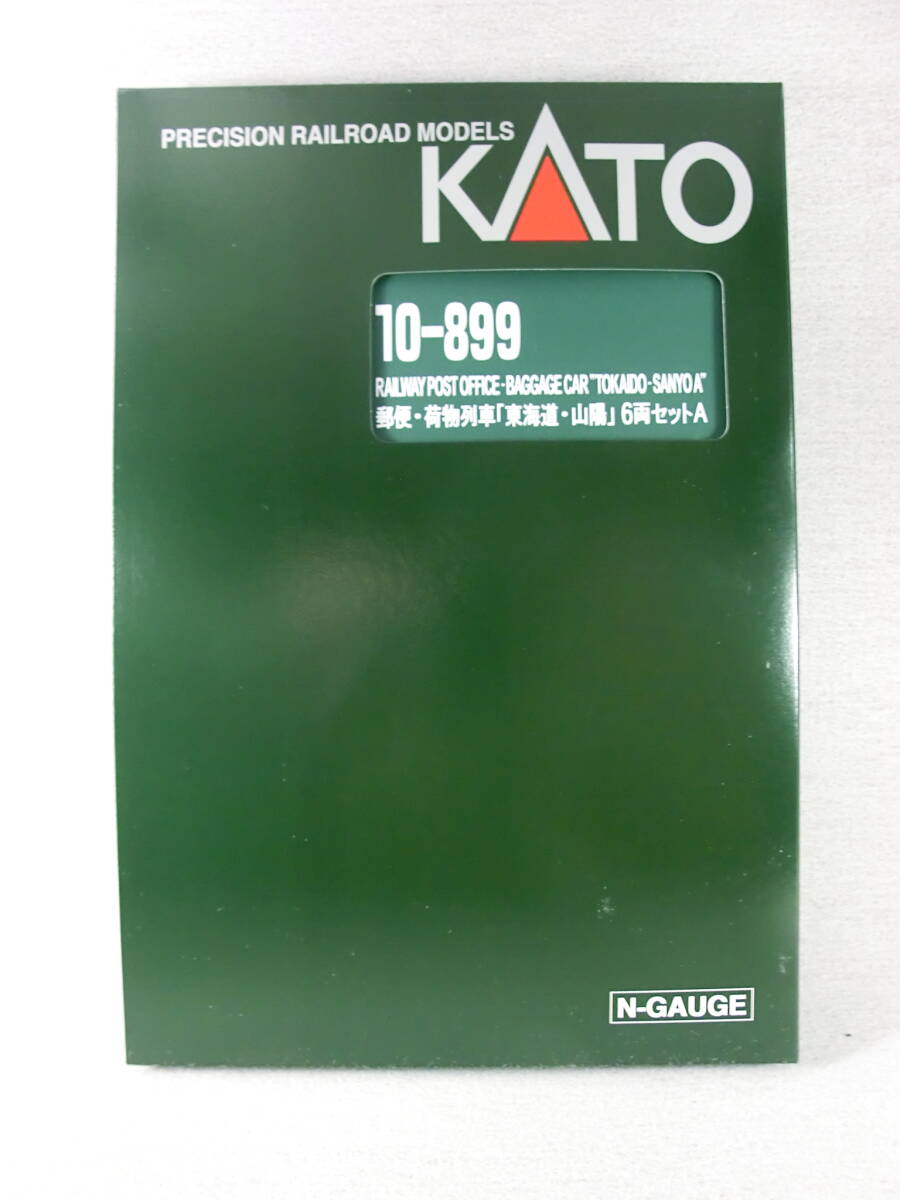 PRECISION RAILROAD MODELS
KATO
10-899
RAILWAY POST OFFICE - BAGGAGE CAR "TOKAIDO - SANYO A"
郵便・荷物列車「東海道・山陽」6両セットA
N-GAUGE